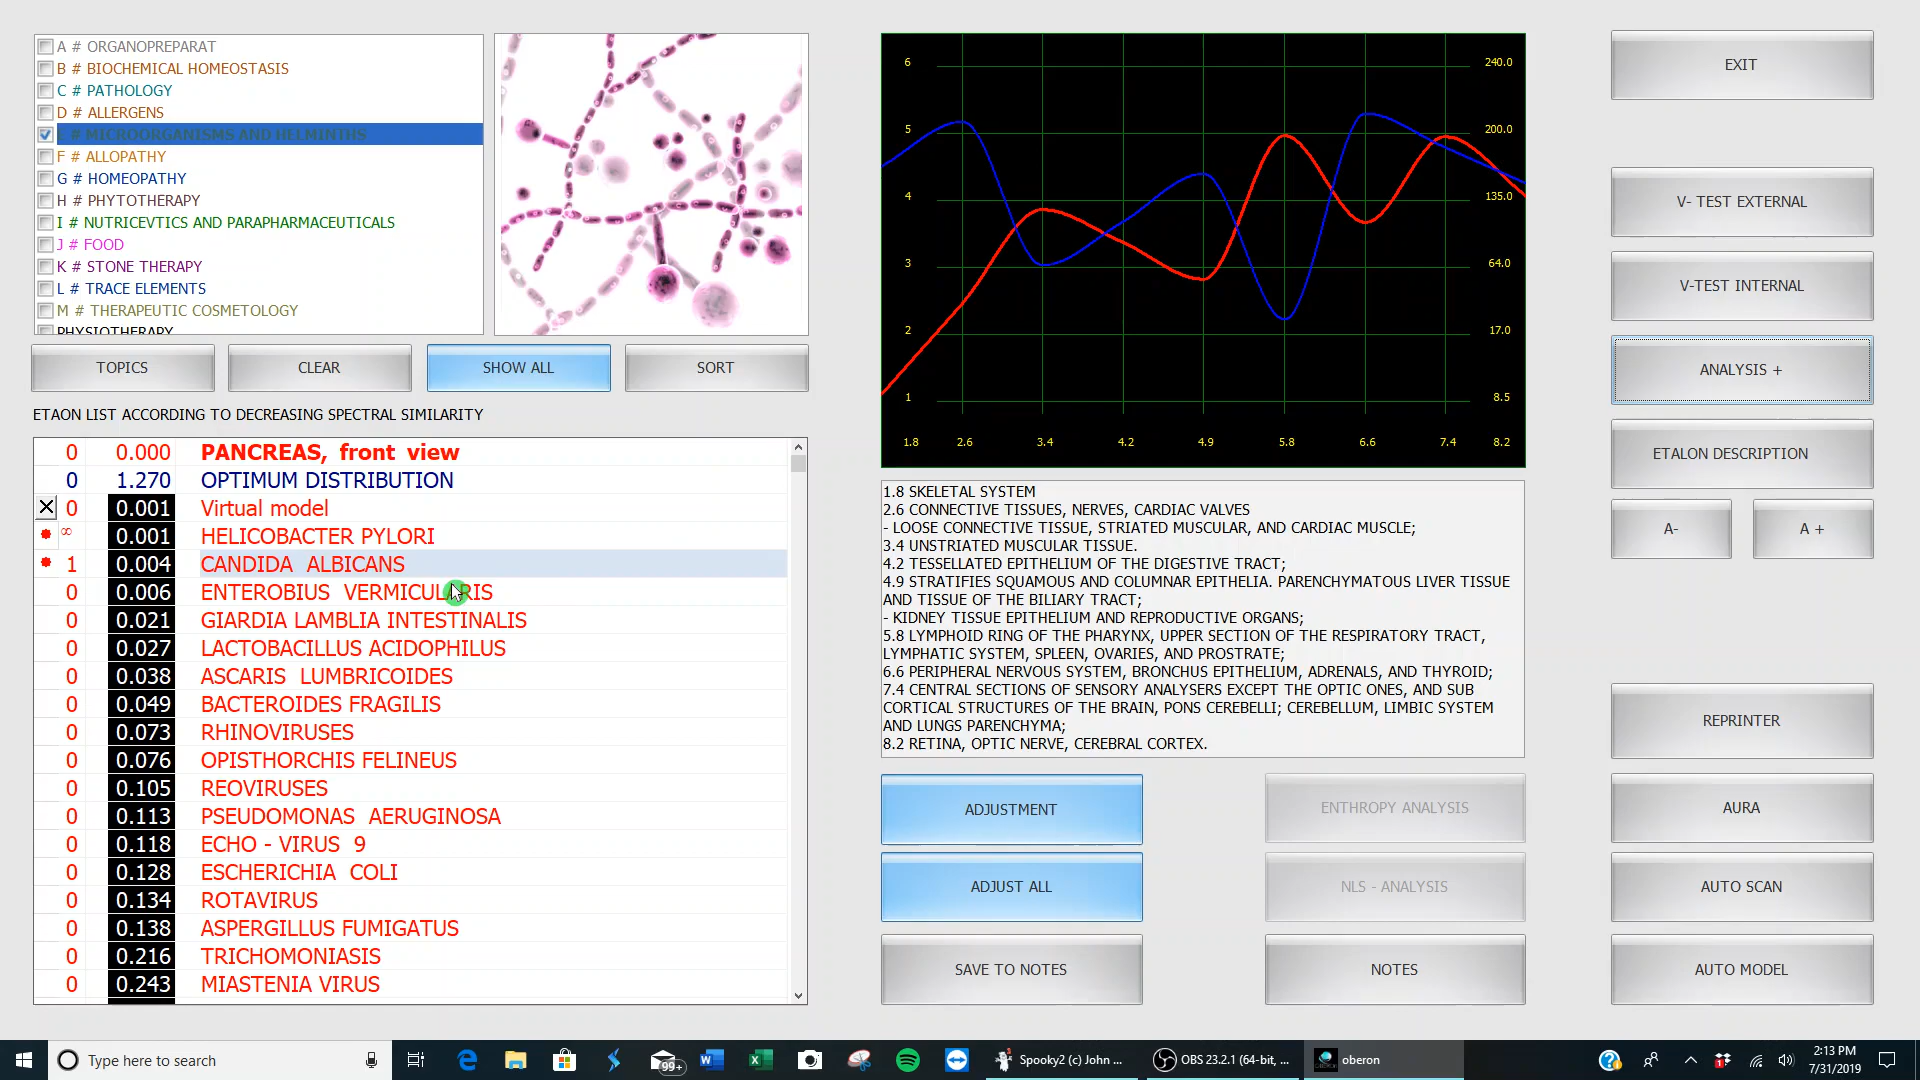 A # ORGANOPREPARAT
B # BIOCHEMICAL HOMEOSTASIS
C # PATHOLOGY
D # ALLERGENS
E # MICROORGANISMS AND HELMINTHS
F # ALLOPATHY
G # HOMEOPATHY
H # PHYTOTHERAPY
I # NUTRICEVTICS AND PARAPHARMACEUTICALS
J # FOOD
K # STONE THERAPY
L # TRACE ELEMENTS
M # THERAPEUTIC COSMETOLOGY
PHYSIOTHERAPY
TOPICS CLEAR SHOW ALL SORT
ETAON LIST ACCORDING TO DECREASING SPECTRAL SIMILARITY
0 0.000 PANCREAS, front view
0 1.270 OPTIMUM DISTRIBUTION
X 0 0.001 Virtual model
∞ 0.001 HELICOBACTER PYLORI
1 0.004 CANDIDA ALBICANS
0 0.006 ENTEROBIUS VERMICULARIS
0 0.021 GIARDIA LAMBLIA INTESTINALIS
0 0.027 LACTOBACILLUS ACIDOPHILUS
0 0.038 ASCARIS LUMBRICOIDES
0 0.049 BACTEROIDES FRAGILIS
0 0.073 RHINOVIRUSES
0 0.076 OPISTHORCHIS FELINEUS
0 0.105 REOVIRUSES
0 0.113 PSEUDOMONAS AERUGINOSA
0 0.118 ECHO - VIRUS 9
0 0.128 ESCHERICHIA COLI
0 0.134 ROTAVIRUS
0 0.138 ASPERGILLUS FUMIGATUS
0 0.216 TRICHOMONIASIS
0 0.243 MIASTENIA VIRUS
6 240.0
5 200.0
4 135.0
3 64.0
2 17.0
1 8.5
1.8 2.6 3.4 4.2 4.9 5.8 6.6 7.4 8.2
1.8 SKELETAL SYSTEM
2.6 CONNECTIVE TISSUES, NERVES, CARDIAC VALVES
- LOOSE CONNECTIVE TISSUE, STRIATED MUSCULAR, AND CARDIAC MUSCLE;
3.4 UNSTRIATED MUSCULAR TISSUE.
4.2 TESSELLATED EPITHELIUM OF THE DIGESTIVE TRACT;
4.9 STRATIFIES SQUAMOUS AND COLUMNAR EPITHELIA. PARENCHYMATOUS LIVER TISSUE
AND TISSUE OF THE BILIARY TRACT;
- KIDNEY TISSUE EPITHELIUM AND REPRODUCTIVE ORGANS;
5.8 LYMPHOID RING OF THE PHARYNX, UPPER SECTION OF THE RESPIRATORY TRACT,
LYMPHATIC SYSTEM, SPLEEN, OVARIES, AND PROSTRATE;
6.6 PERIPHERAL NERVOUS SYSTEM, BRONCHUS EPITHELIUM, ADRENALS, AND THYROID;
7.4 CENTRAL SECTIONS OF SENSORY ANALYSERS EXCEPT THE OPTIC ONES, AND SUB
CORTICAL STRUCTURES OF THE BRAIN, PONS CEREBELLI; CEREBELLUM, LIMBIC SYSTEM
AND LUNGS PARENCHYMA;
8.2 RETINA, OPTIC NERVE, CEREBRAL CORTEX.
ADJUSTMENT ENTHROPY ANALYSIS
ADJUST ALL NLS - ANALYSIS
SAVE TO NOTES NOTES
EXIT
V- TEST EXTERNAL
V-TEST INTERNAL
ANALYSIS +
ETALON DESCRIPTION
A- A +
REPRINTER
AURA
AUTO SCAN
AUTO MODEL
Type here to search
99+
Spooky2 (c) John ...
OBS 23.2.1 (64-bit, ...
oberon
2:13 PM
7/31/2019